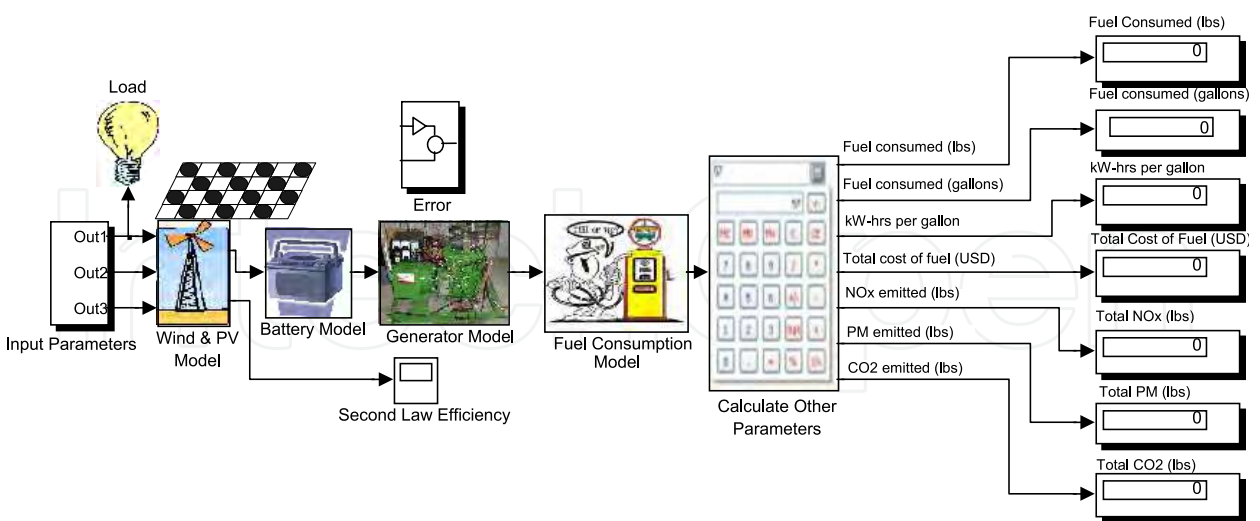 Load
Out1
Out2
Out3
Input Parameters
Wind & PV
Model
Battery Model
Error
Generator Model
Second Law Efficiency
Fill er up?
Fuel Consumption
Model
Calculate Other
Parameters
Fuel consumed (lbs)
Fuel consumed (gallons)
kW-hrs per gallon
Total cost of fuel (USD)
NOx emitted (lbs)
PM emitted (lbs)
CO2 emitted (lbs)
Fuel Consumed (lbs)
0
Fuel consumed (gallons)
0
kW-hrs per gallon
0
Total Cost of Fuel (USD)
0
Total NOx (lbs)
0
Total PM (lbs)
0
Total CO2 (lbs)
0